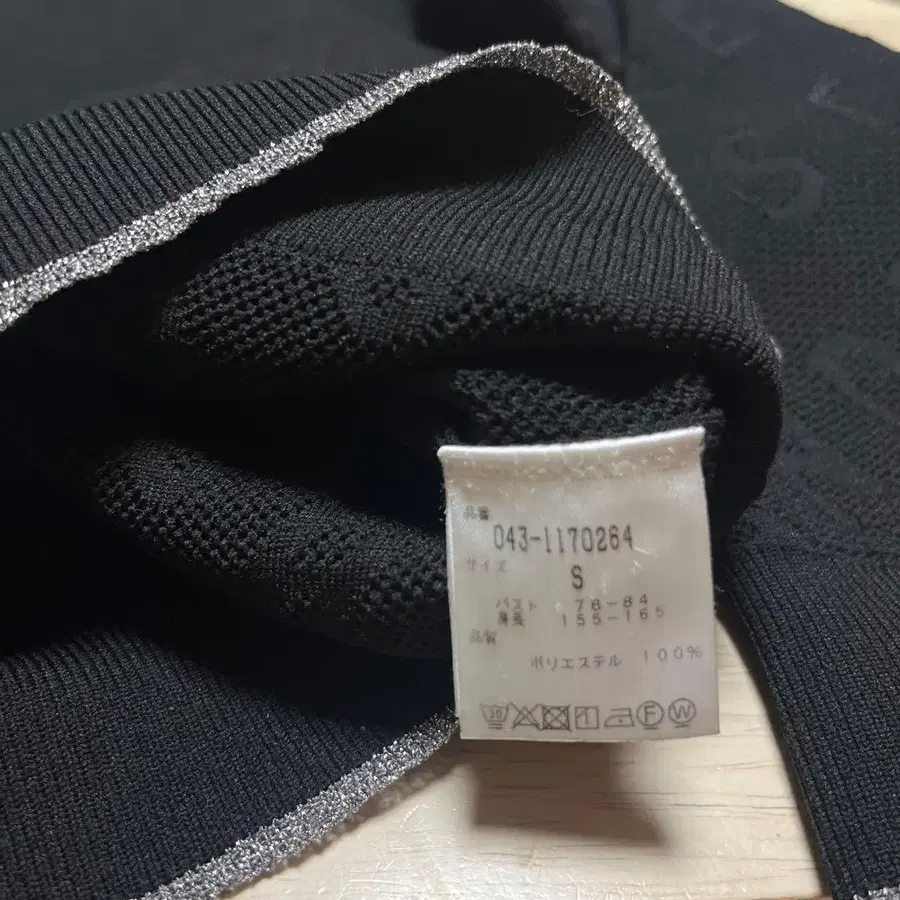 品番
043-1170264
サイズ
S
バスト 78-84
身長 155-165
品質
ポリエステル 100%
30 F W